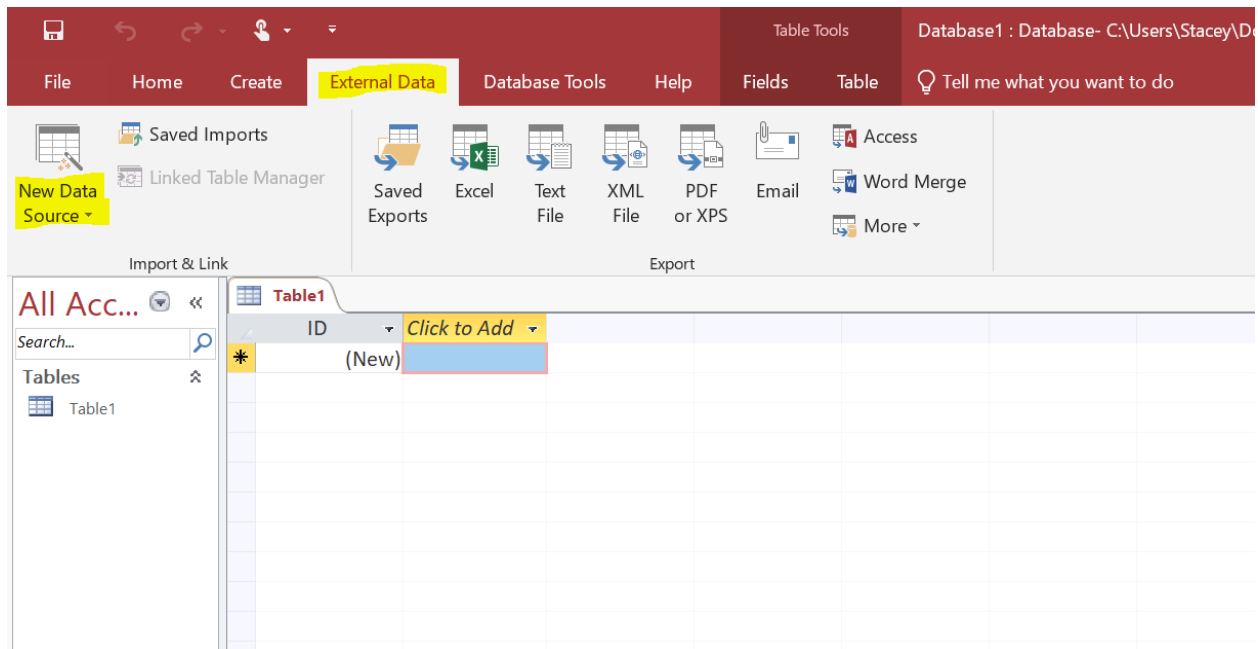 Table Tools
Database1 : Database- C:\Users\Stacey\Do
File Home Create External Data Database Tools Help Fields Table Tell me what you want to do
New Data
Source
Saved Imports
Linked Table Manager
Import & Link
Saved
Exports
Excel
Text
File
XML
File
PDF
or XPS
Email
Access
Word Merge
More
Export
All Acc...
Search...
Tables
Table1
Table1
ID Click to Add
(New)